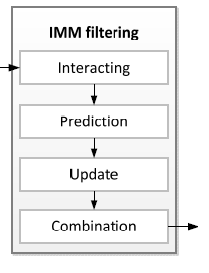 IMM filtering
Interacting
Prediction
Update
Combination